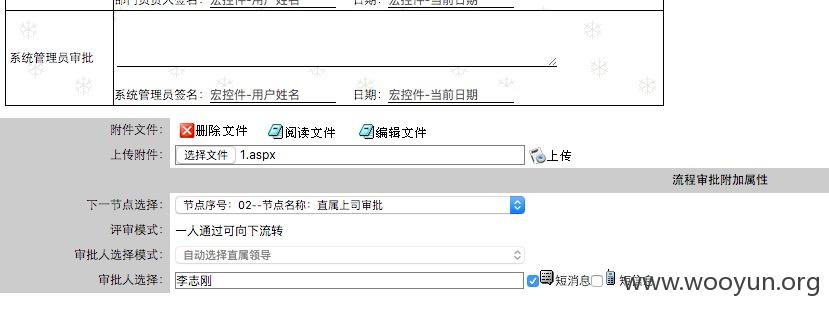 部门负责人签名：宏控件-用户姓名 日期：宏控件-当前日期
系统管理员审批
系统管理员签名：宏控件-用户姓名 日期：宏控件-当前日期
附件文件： 删除文件 阅读文件 编辑文件
上传附件： 选择文件 1.aspx 上传
流程审批附加属性
下一节点选择： 节点序号：02--节点名称：直属上司审批
评审模式： 一人通过可向下流转
审批人选择模式： 自动选择直属领导
审批人选择： 李志刚 短消息 短信息
www.wooyun.org